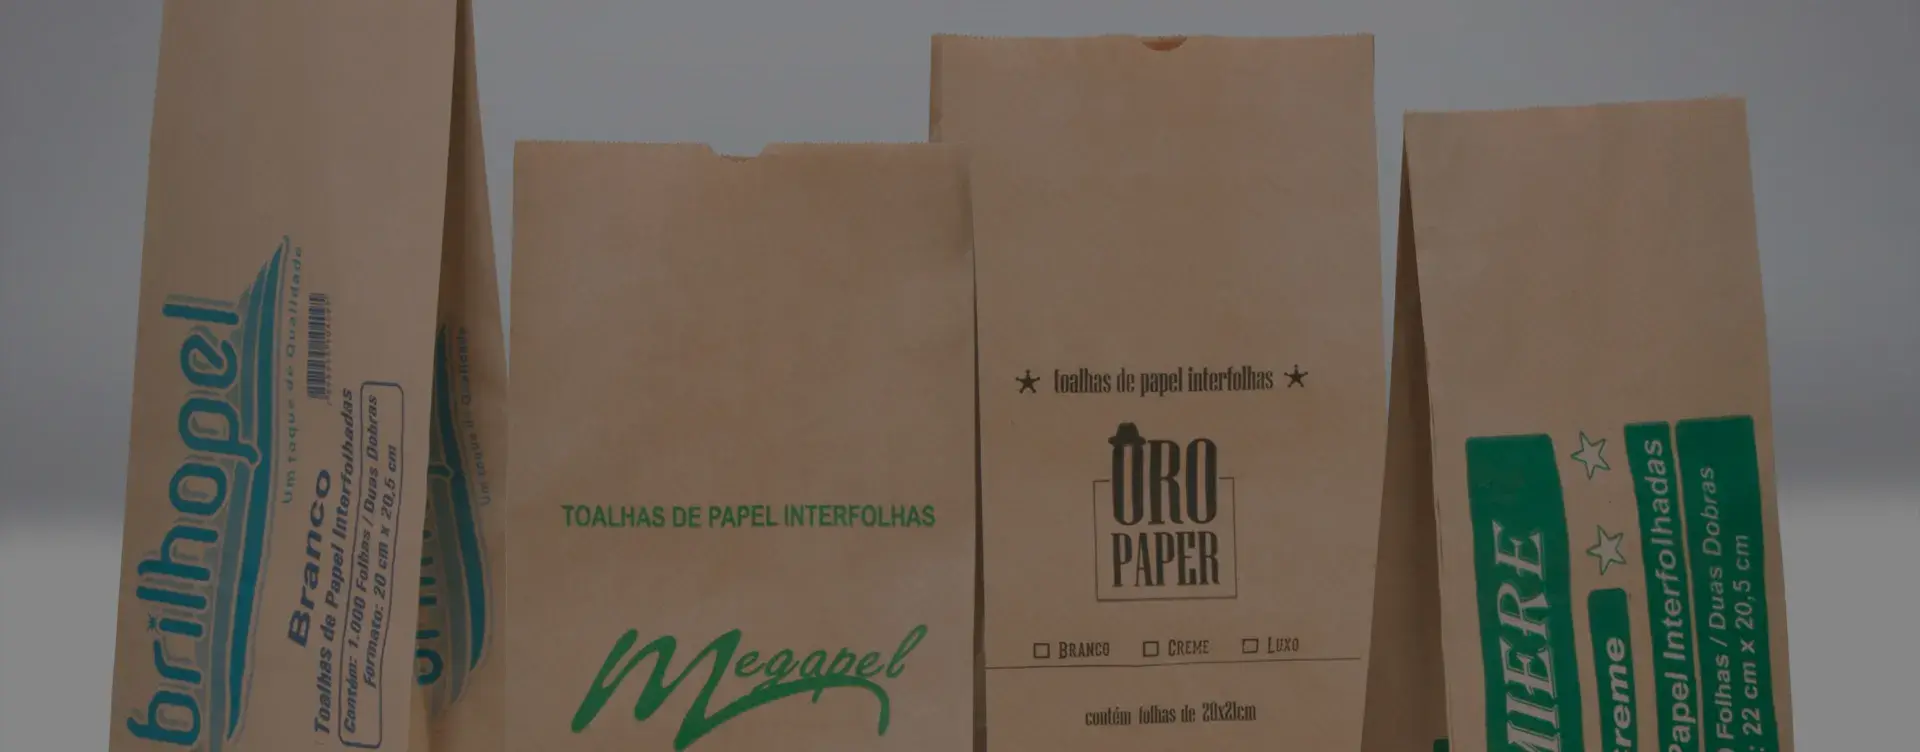 brilhopel
Um Toque de Qualidade
Branco
Toalhas de Papel Interfolhadas
Contém: 1.000 Folhas / Duas Dobras
Formato: 20 cm x 20,5 cm
TOALHAS DE PAPEL INTERFOLHAS
Megapel
toalhas de papel interfolhas
ORO
PAPER
BRANCO CREME LUXO
contém folhas de 20x21cm
MIERE
reme
Papel Interfolhadas
Folhas / Duas Dobras
: 22 cm x 20,5 cm